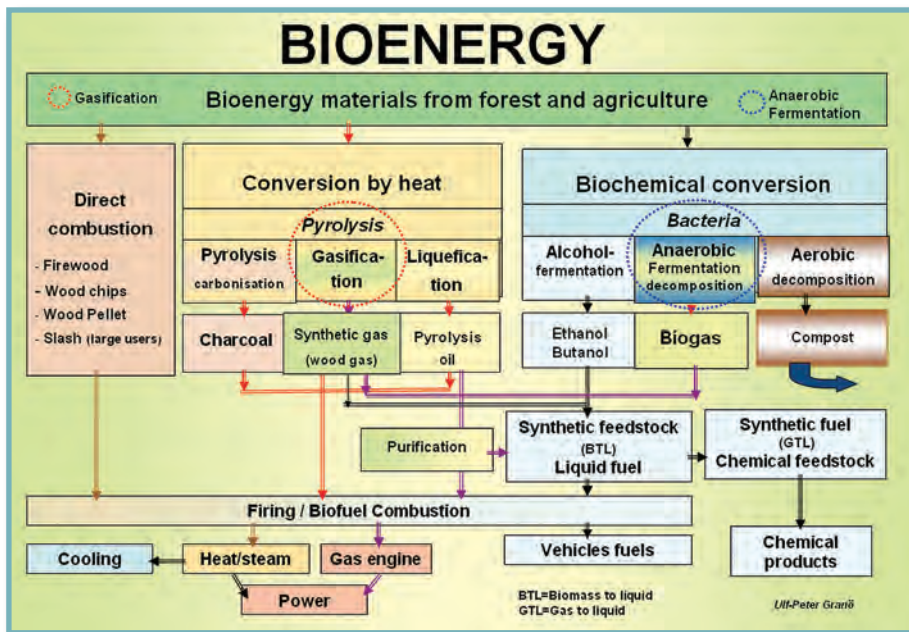 BIOENERGY
Gasification
Bioenergy materials from forest and agriculture
Anaerobic
Fermentation
Direct
combustion
- Firewood
- Wood chips
- Wood Pellet
- Slash (large users)
Conversion by heat
Pyrolysis
Pyrolysis
carbonisation
Gasifica-
tion
Liquefica-
tion
Charcoal
Synthetic gas
(wood gas)
Pyrolysis
oil
Biochemical conversion
Bacteria
Alcohol-
fermentation
Anaerobic
Fermentation
decomposition
Aerobic
decomposition
Ethanol
Butanol
Biogas
Compost
Purification
Synthetic feedstock
(BTL)
Liquid fuel
Synthetic fuel
(GTL)
Chemical feedstock
Firing / Biofuel Combustion
Cooling
Heat/steam
Gas engine
Power
Vehicles fuels
Chemical
products
BTL=Biomass to liquid
GTL=Gas to liquid
Ulf-Peter Granö